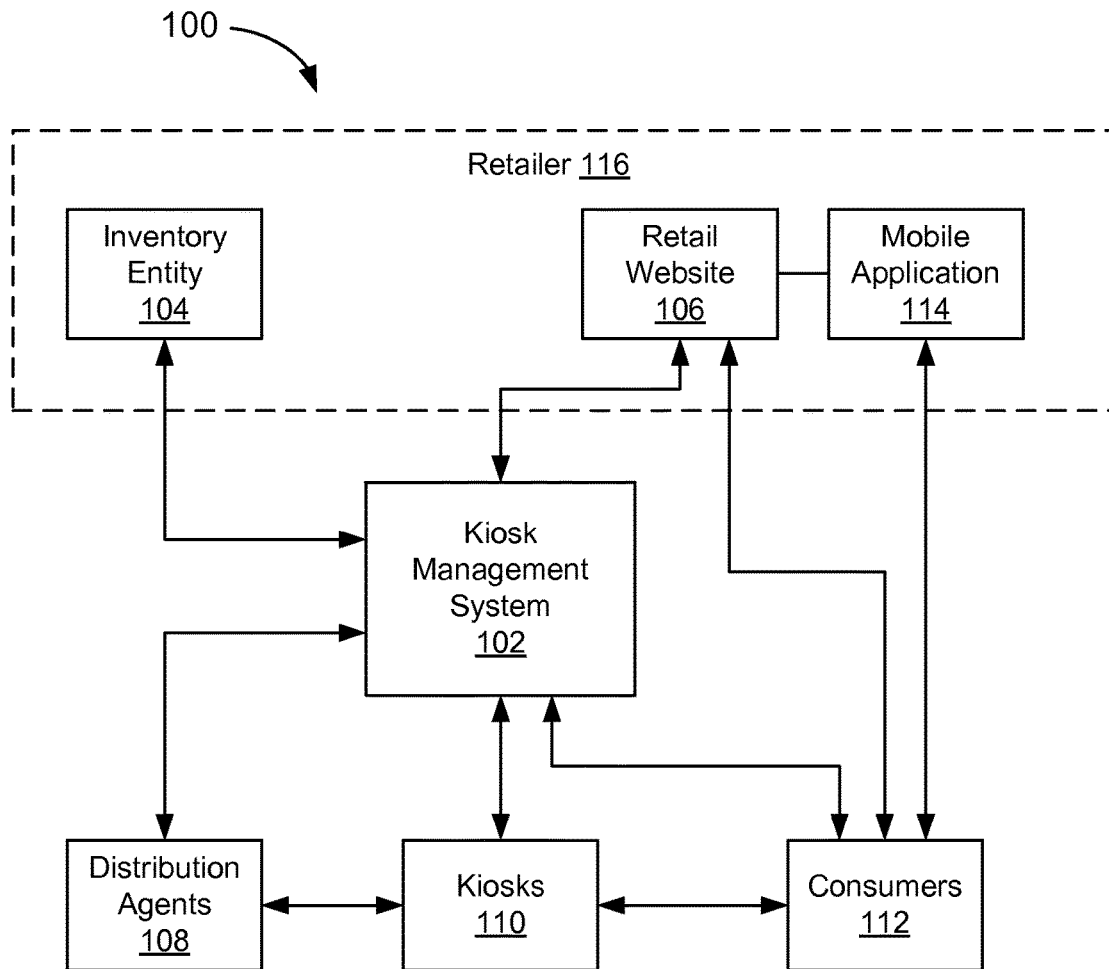 100
Retailer 116
Inventory
Entity
104
Retail
Website
106
Mobile
Application
114
Kiosk
Management
System
102
Distribution
Agents
108
Kiosks
110
Consumers
112